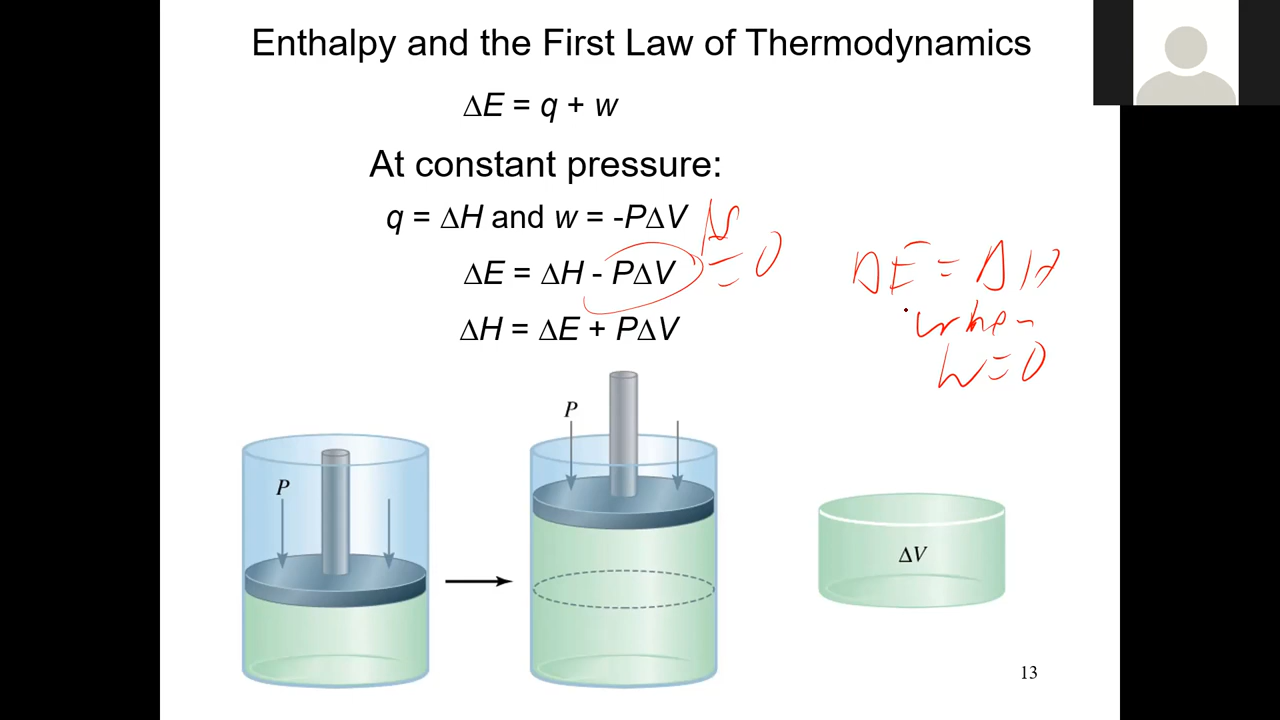 Enthalpy and the First Law of Thermodynamics
ΔE = q + w
At constant pressure:
q = ΔH and w = -PΔV
ΔE = ΔH - PΔV
= 0
ΔH = ΔE + PΔV
ΔE = ΔH
when
w = 0
P
P
ΔV
13